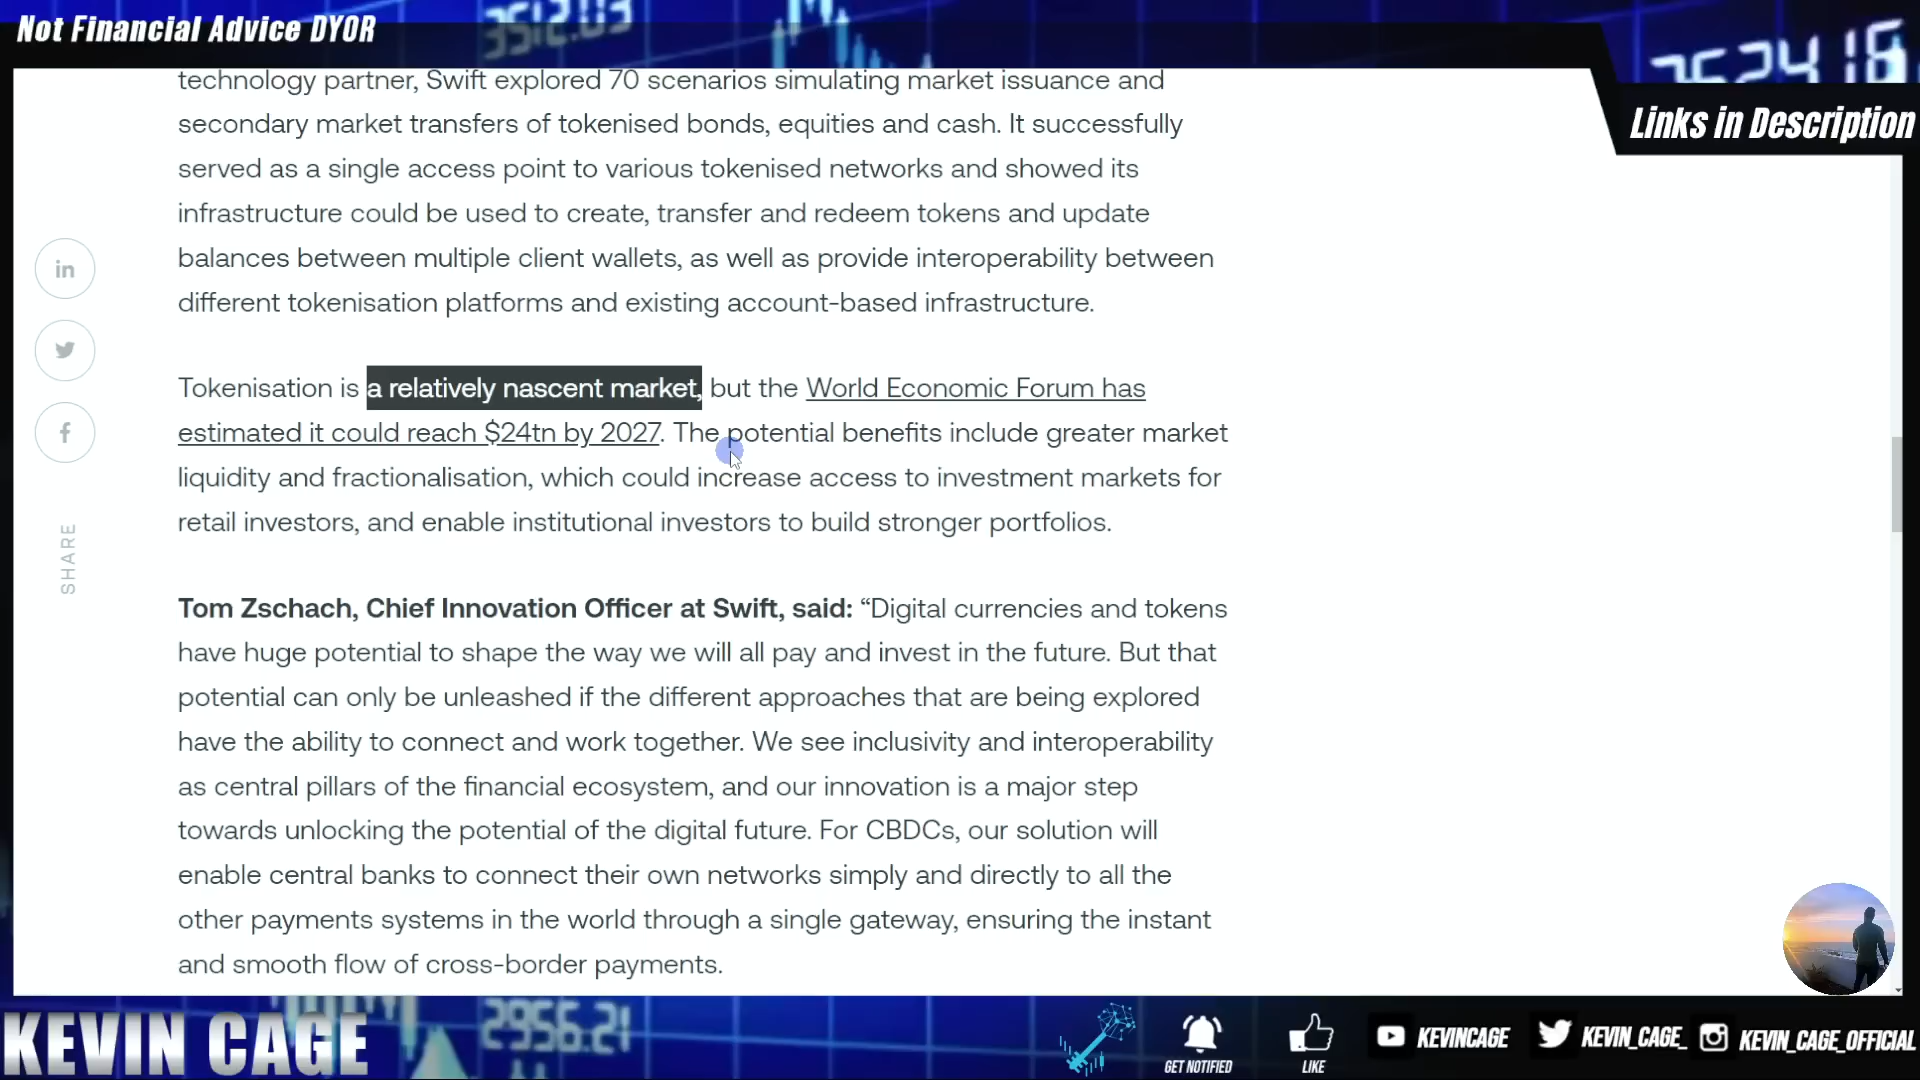 Not Financial Advice DYOR
Links in Description
technology partner, Swift explored 70 scenarios simulating market issuance and
secondary market transfers of tokenised bonds, equities and cash. It successfully
served as a single access point to various tokenised networks and showed its
infrastructure could be used to create, transfer and redeem tokens and update
balances between multiple client wallets, as well as provide interoperability between
different tokenisation platforms and existing account-based infrastructure.
Tokenisation is a relatively nascent market, but the World Economic Forum has
estimated it could reach $24tn by 2027. The potential benefits include greater market
liquidity and fractionalisation, which could increase access to investment markets for
retail investors, and enable institutional investors to build stronger portfolios.
Tom Zschach, Chief Innovation Officer at Swift, said: “Digital currencies and tokens
have huge potential to shape the way we will all pay and invest in the future. But that
potential can only be unleashed if the different approaches that are being explored
have the ability to connect and work together. We see inclusivity and interoperability
as central pillars of the financial ecosystem, and our innovation is a major step
towards unlocking the potential of the digital future. For CBDCs, our solution will
enable central banks to connect their own networks simply and directly to all the
other payments systems in the world through a single gateway, ensuring the instant
and smooth flow of cross-border payments.
in
f
SHARE
KEVIN CAGE
2956.21
GET NOTIFIED
LIKE
KEVINCAGE
KEVIN_CAGE_
KEVIN_CAGE_OFFICIAL